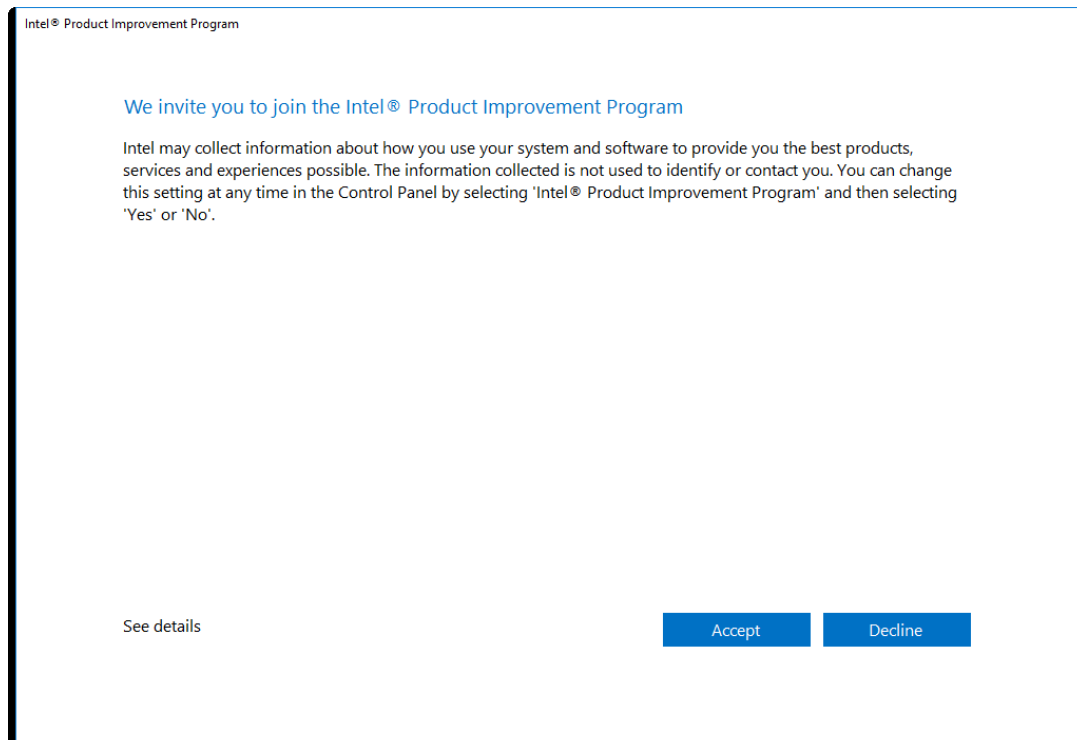 Intel® Product Improvement Program
We invite you to join the Intel® Product Improvement Program
Intel may collect information about how you use your system and software to provide you the best products,
services and experiences possible. The information collected is not used to identify or contact you. You can change
this setting at any time in the Control Panel by selecting 'Intel® Product Improvement Program' and then selecting
'Yes' or 'No'.
See details
Accept
Decline